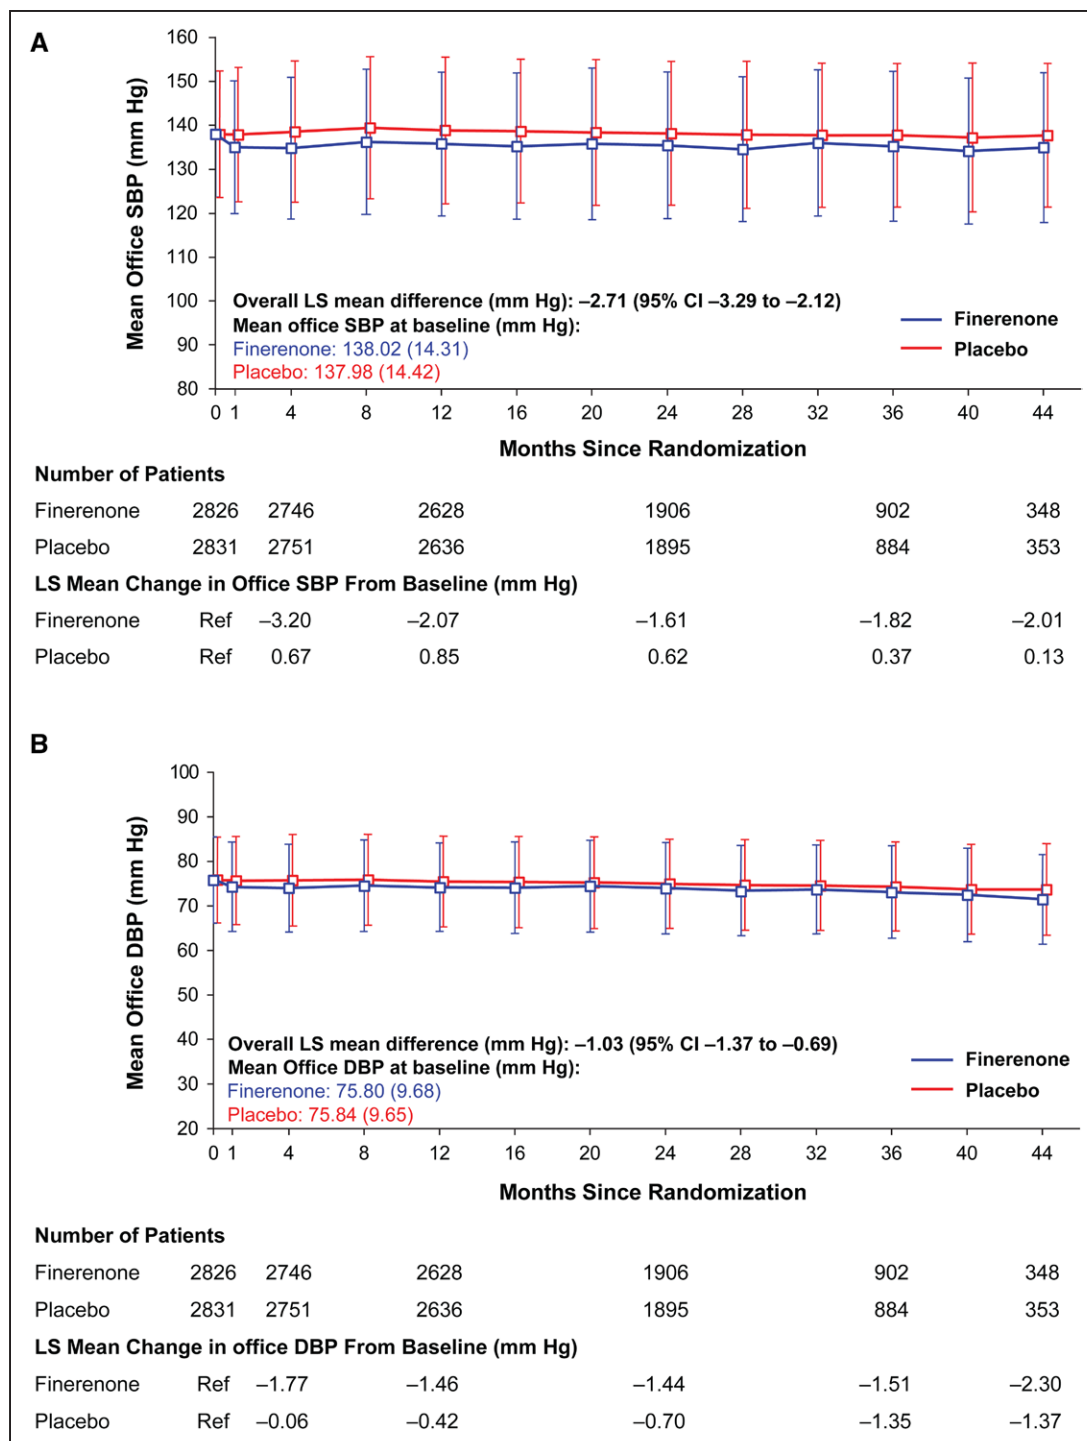 A
Mean Office SBP (mm Hg)
160
150
140
130
120
110
100
90
80
Overall LS mean difference (mm Hg): –2.71 (95% CI –3.29 to –2.12)
Mean office SBP at baseline (mm Hg):
Finerenone: 138.02 (14.31)
Placebo: 137.98 (14.42)
Finerenone
Placebo
0 1 4 8 12 16 20 24 28 32 36 40 44
Months Since Randomization
Number of Patients
Finerenone 2826 2746 2628 1906 902 348
Placebo 2831 2751 2636 1895 884 353
LS Mean Change in Office SBP From Baseline (mm Hg)
Finerenone Ref –3.20 –2.07 –1.61 –1.82 –2.01
Placebo Ref 0.67 0.85 0.62 0.37 0.13
B
Mean Office DBP (mm Hg)
100
90
80
70
60
50
40
30
20
Overall LS mean difference (mm Hg): –1.03 (95% CI –1.37 to –0.69)
Mean Office DBP at baseline (mm Hg):
Finerenone: 75.80 (9.68)
Placebo: 75.84 (9.65)
Finerenone
Placebo
0 1 4 8 12 16 20 24 28 32 36 40 44
Months Since Randomization
Number of Patients
Finerenone 2826 2746 2628 1906 902 348
Placebo 2831 2751 2636 1895 884 353
LS Mean Change in office DBP From Baseline (mm Hg)
Finerenone Ref –1.77 –1.46 –1.44 –1.51 –2.30
Placebo Ref –0.06 –0.42 –0.70 –1.35 –1.37